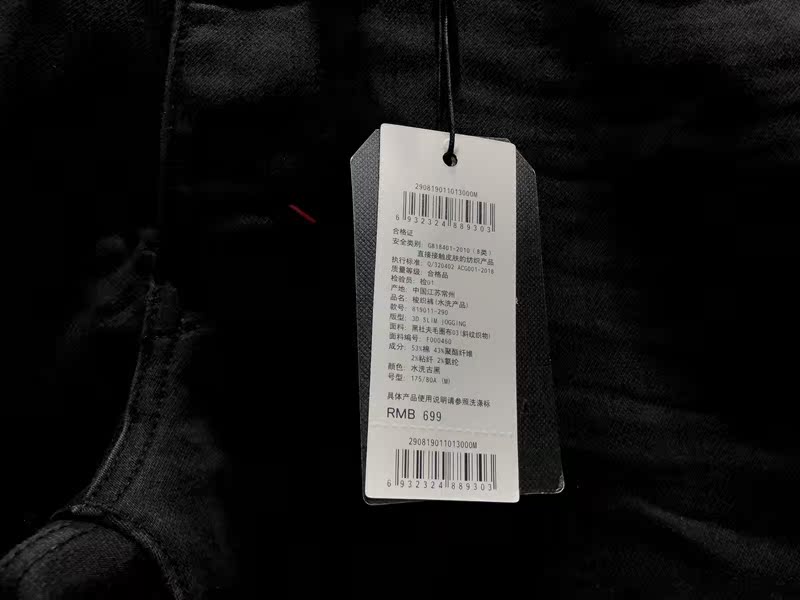 290819011013000M
6 932324 889303
合格证
安全类别: GB18401-2010 (B类)
直接接触皮肤的纺织产品
执行标准: Q/320402 ACG001-2018
质量等级: 合格品
检验员: 检01
产地: 中国江苏常州
品名: 梭织裤(水洗产品)
款号: 819011-290
版型: 3D SLIM JOGGING
面料: 黑杜夫毛圈布03(斜纹织物)
面料编号: F000460
成分: 53%棉 43%聚酯纤维
2%粘纤 2%氨纶
颜色: 水洗古黑
号型: 175/80A (M)
具体产品使用说明请参照洗涤标
RMB 699
290819011013000M
6 932324 889303